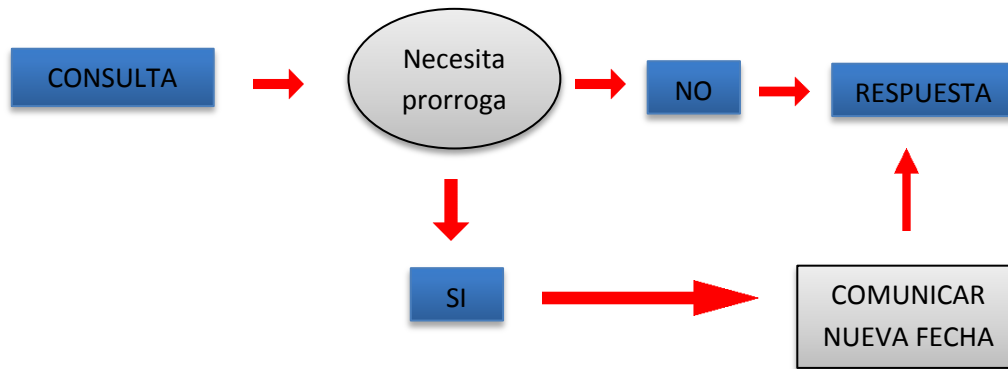 CONSULTA
Necesita
prorroga
NO
RESPUESTA
SI
COMUNICAR
NUEVA FECHA